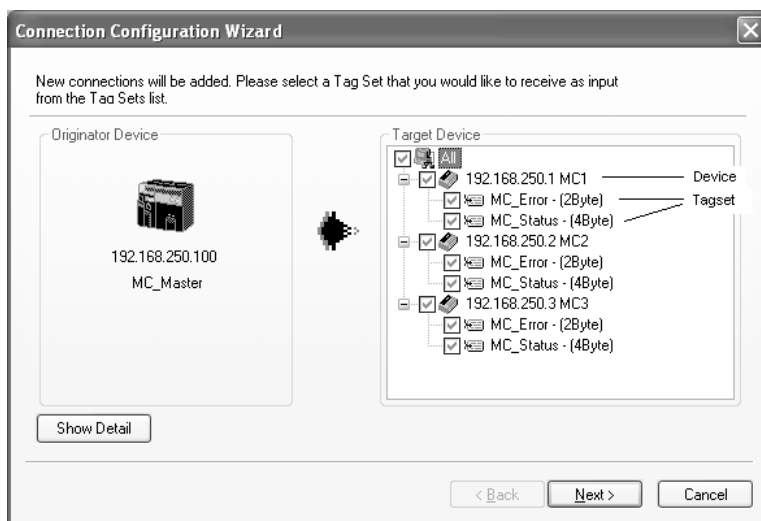 Connection Configuration Wizard
New connections will be added. Please select a Tag Set that you would like to receive as input
from the Tag Sets list.
Originator Device
192.168.250.100
MC_Master
Target Device
All
192.168.250.1 MC1
Device
MC_Error - (2Byte)
Tagset
MC_Status - (4Byte)
192.168.250.2 MC2
MC_Error - (2Byte)
MC_Status - (4Byte)
192.168.250.3 MC3
MC_Error - (2Byte)
MC_Status - (4Byte)
Show Detail
< Back
Next >
Cancel